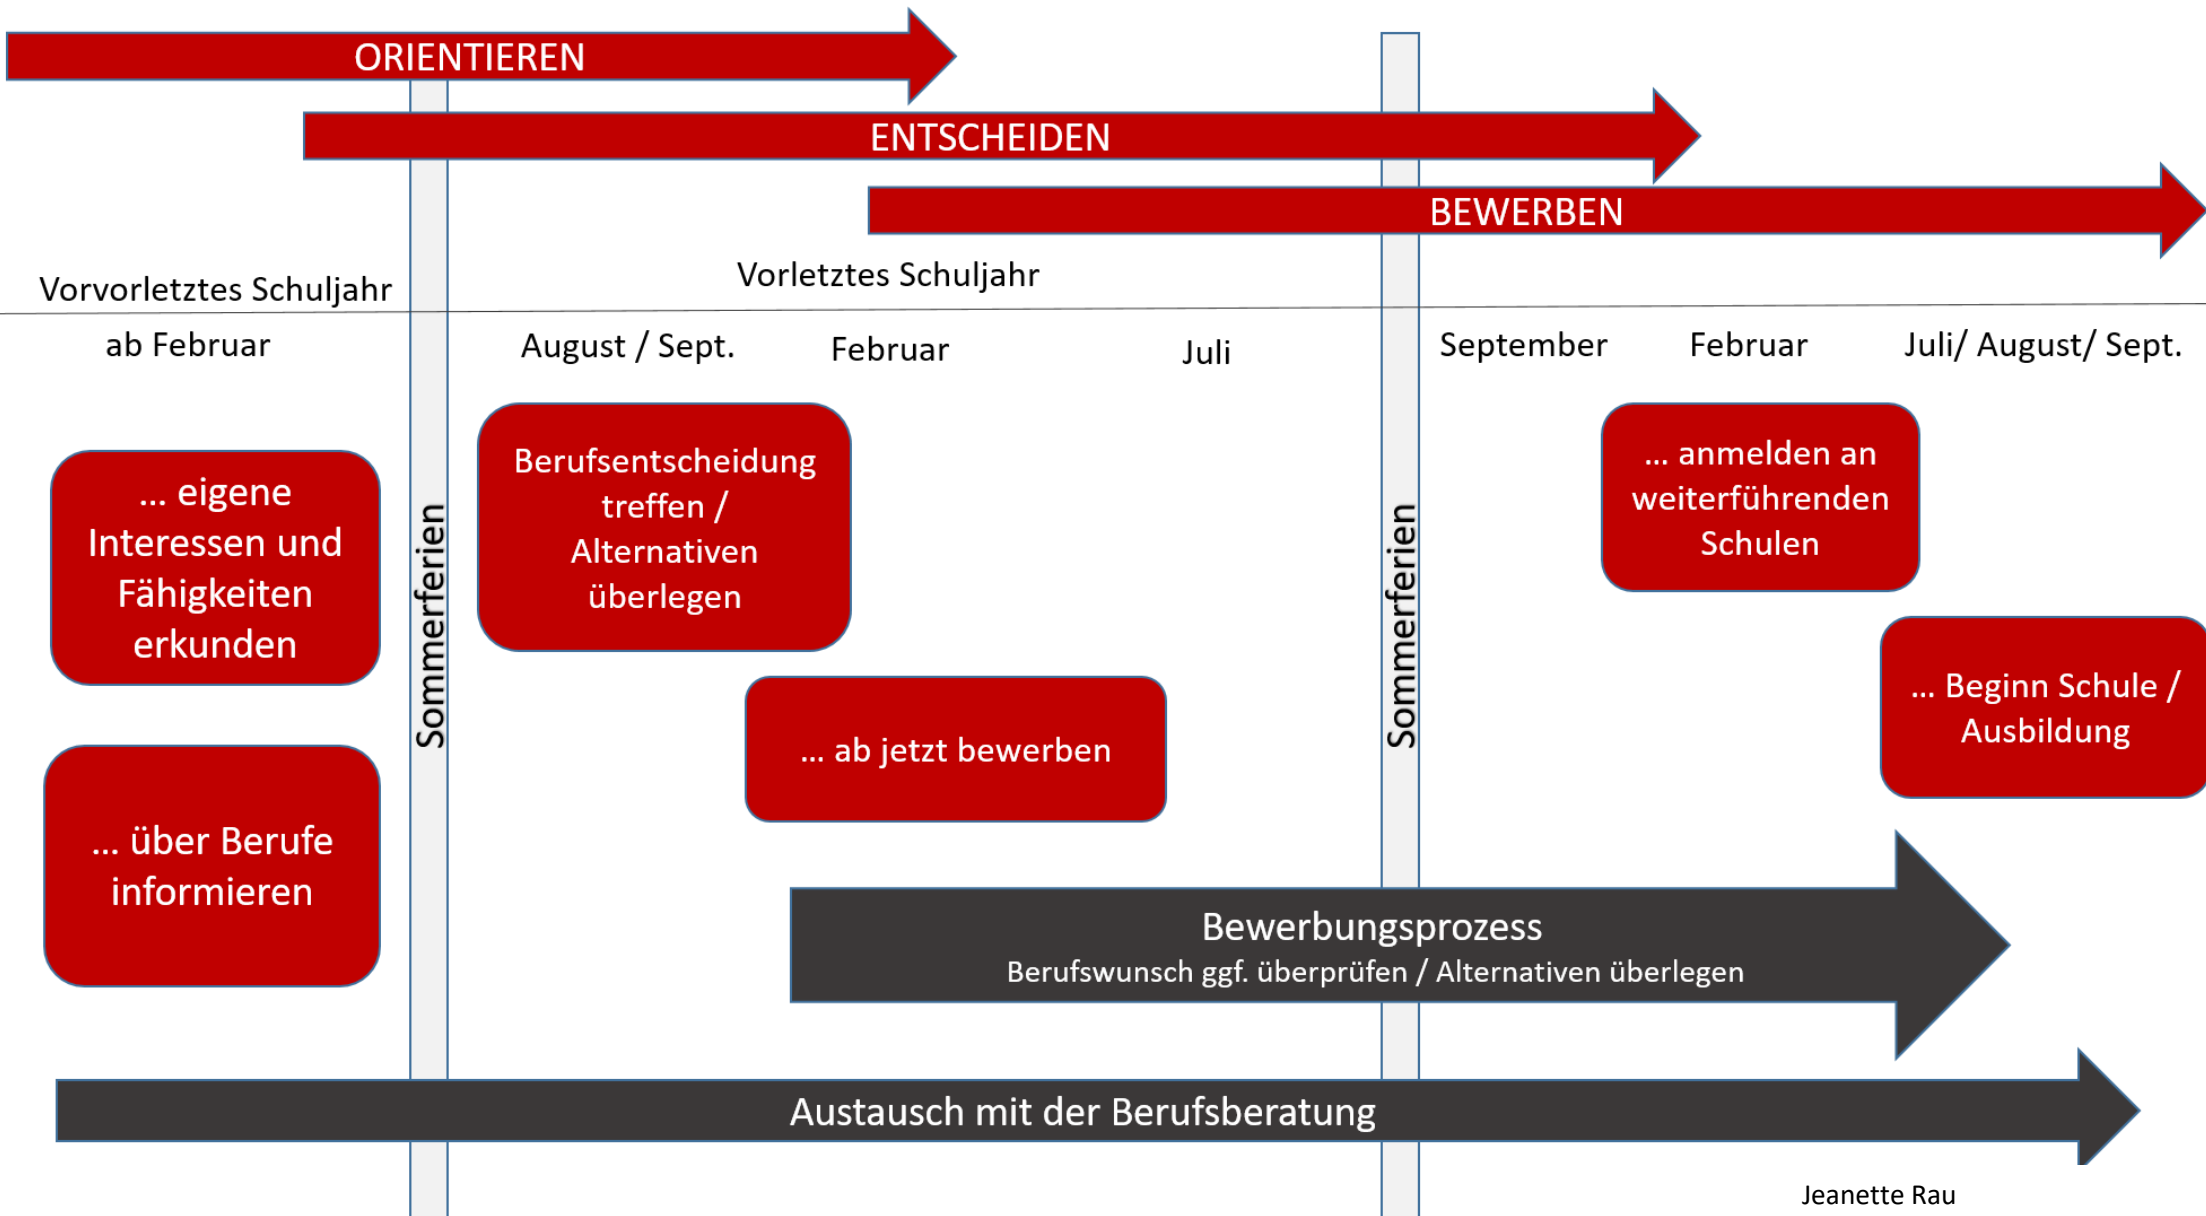 ORIENTIEREN
ENTSCHEIDEN
BEWERBEN
Vorvorletztes Schuljahr
Vorletztes Schuljahr
ab Februar
August / Sept.
Februar
Juli
September
Februar
Juli/ August/ Sept.
... eigene
Interessen und
Fähigkeiten
erkunden
... über Berufe
informieren
Sommerferien
Berufsentscheidung
treffen /
Alternativen
überlegen
... ab jetzt bewerben
Sommerferien
... anmelden an
weiterführenden
Schulen
... Beginn Schule /
Ausbildung
Bewerbungsprozess
Berufswunsch ggf. überprüfen / Alternativen überlegen
Austausch mit der Berufsberatung
Jeanette Rau